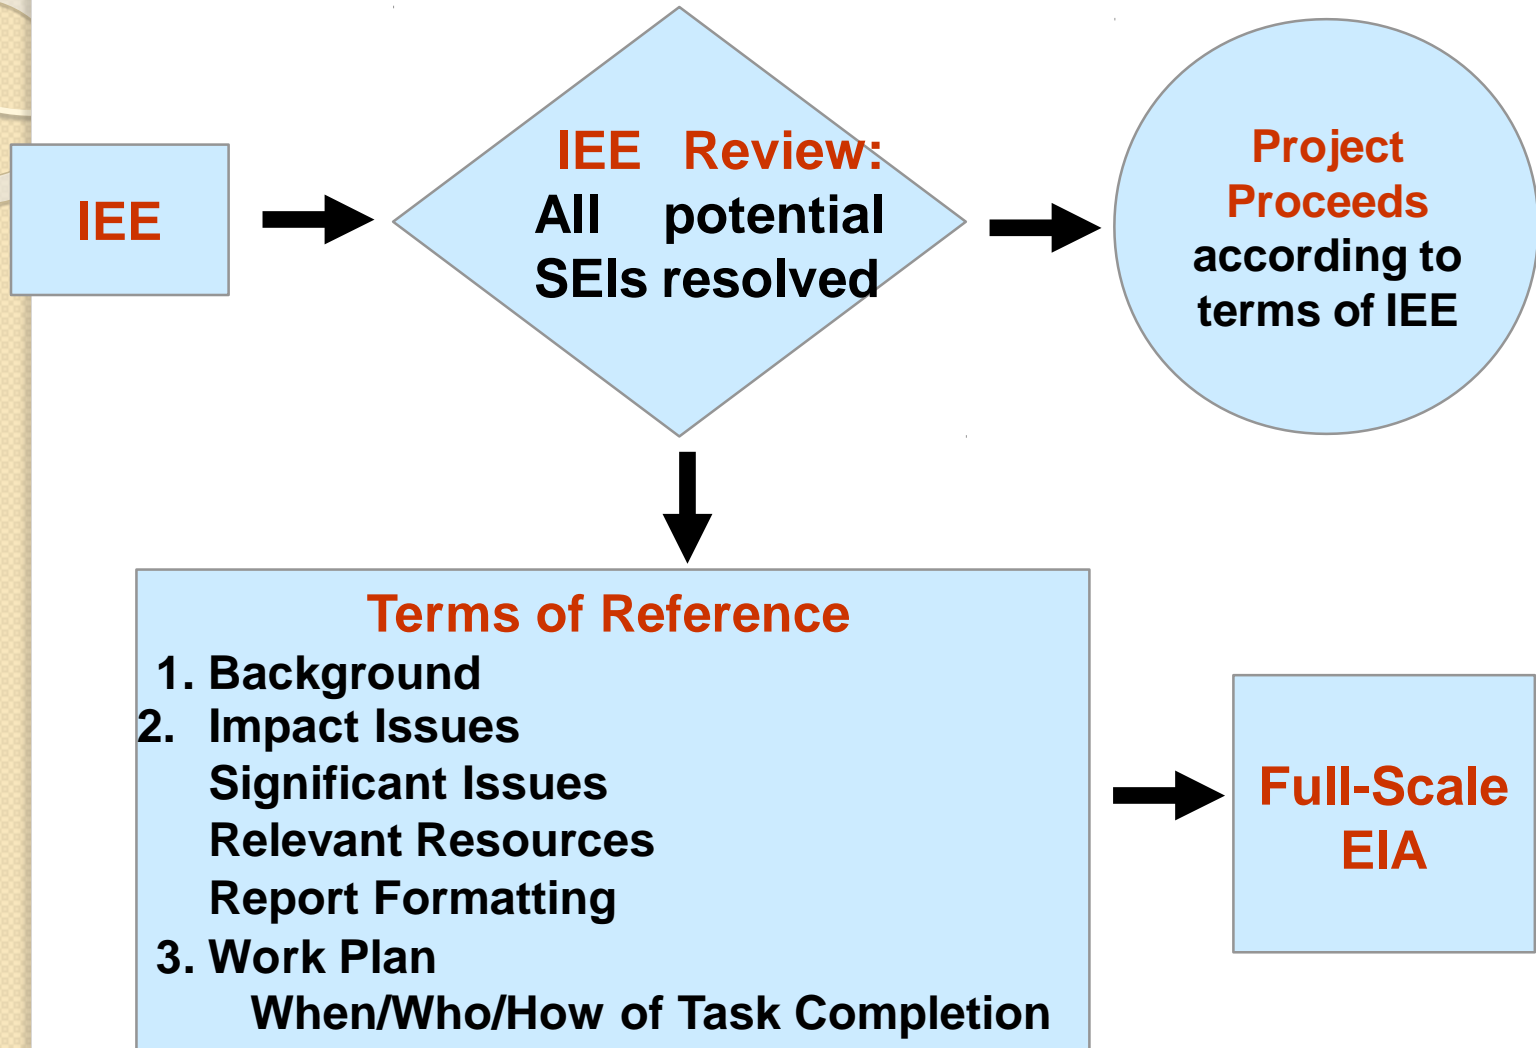 IEE
IEE Review:
All potential
SEIs resolved
Project
Proceeds
according to
terms of IEE
Terms of Reference
1. Background
2. Impact Issues
Significant Issues
Relevant Resources
Report Formatting
3. Work Plan
When/Who/How of Task Completion
Full-Scale
EIA